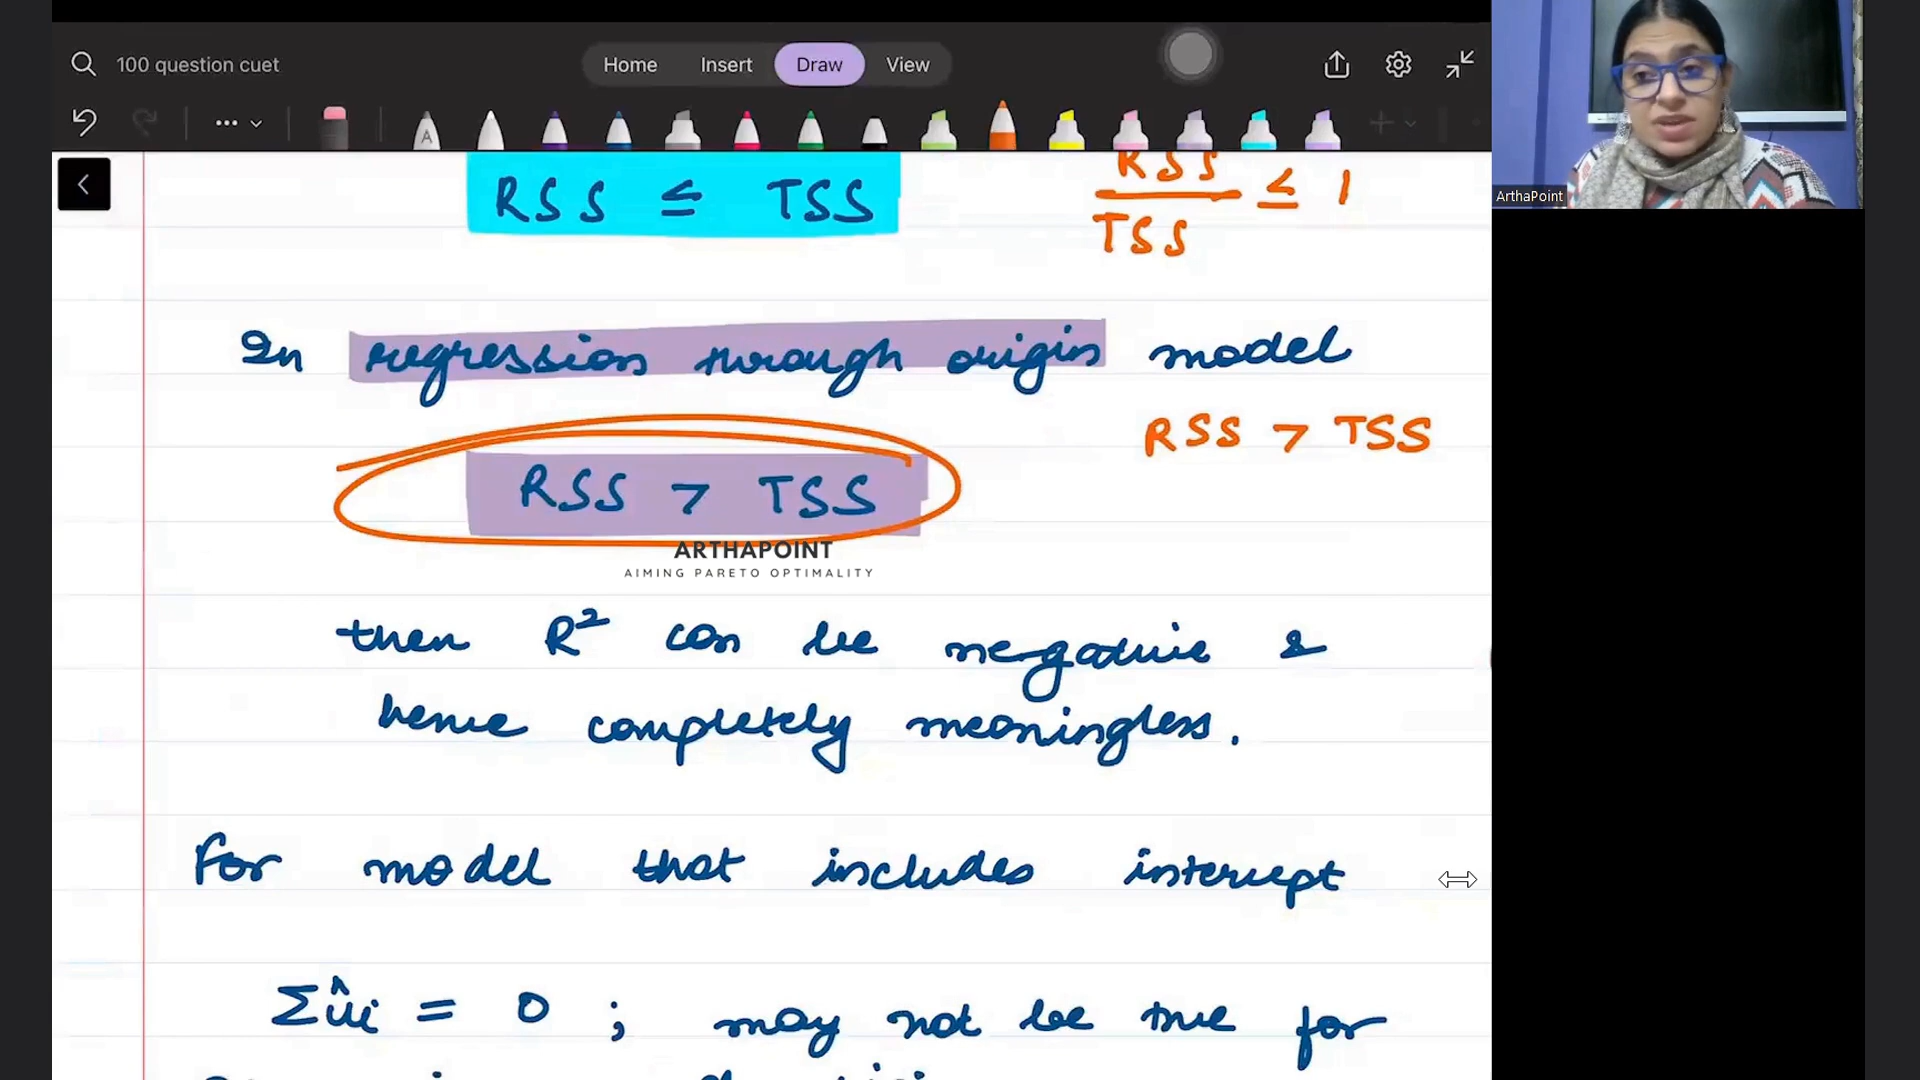 100 question cuet
Home Insert Draw View
A
RSS ≤ TSS
RSS
TSS
≤ 1
ArthaPoint
In regression through origin model
RSS > TSS
RSS > TSS
ARTHAPOINT
AIMING PARETO OPTIMALITY
then R² can be negative &
hence completely meaningless.
For model that includes intercept
Σûi = 0 ; may not be true for